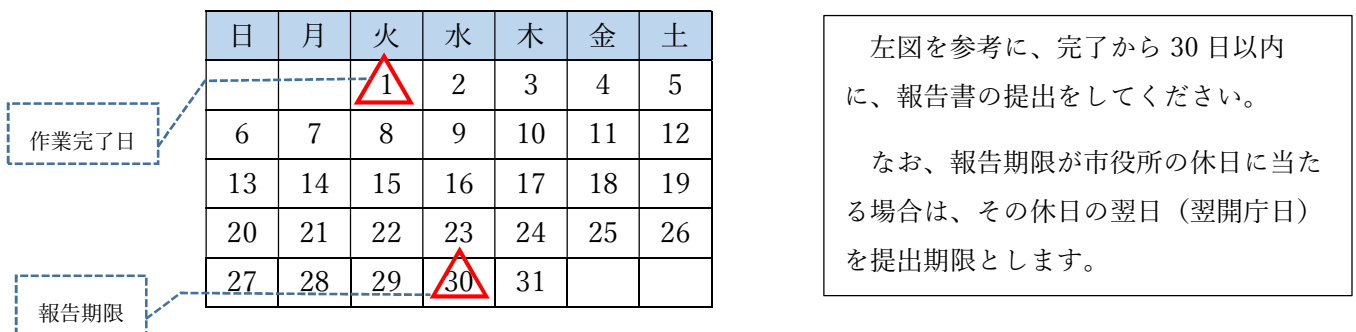 日 月 火 水 木 金 土
1 2 3 4 5
作業完了日
6 7 8 9 10 11 12
13 14 15 16 17 18 19
20 21 22 23 24 25 26
27 28 29 30 31
報告期限
左図を参考に、完了から 30 日以内
に、報告書の提出をしてください。
なお、報告期限が市役所の休日に当た
る場合は、その休日の翌日（翌開庁日）
を提出期限とします。